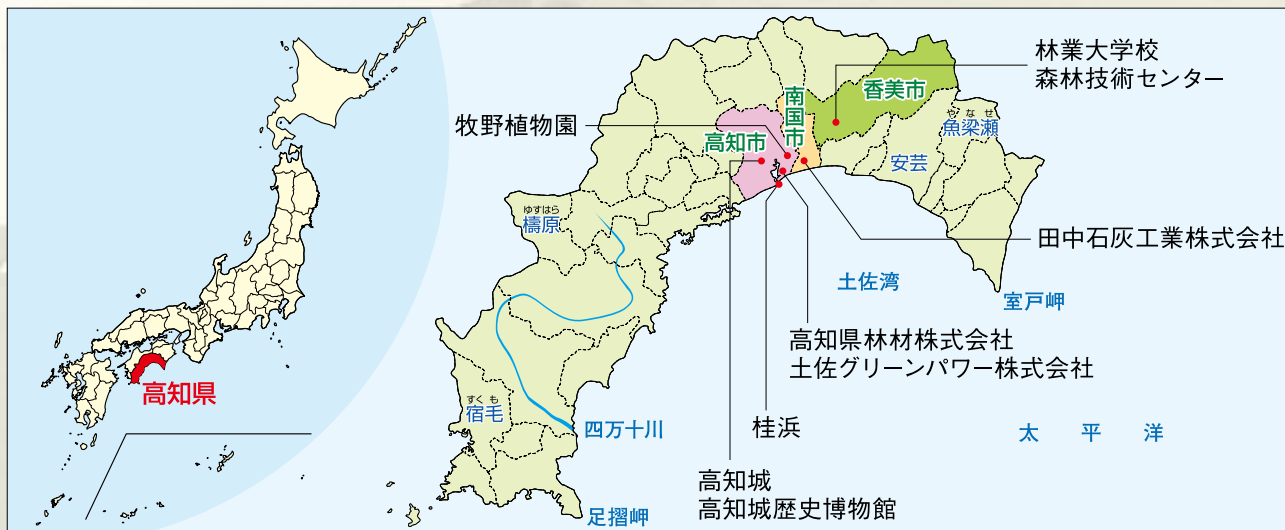 高知県
林業大学校
森林技術センター
香美市
南国市
高知市
牧野植物園
やなせ
魚梁瀬
安芸
ゆすはら
檮原
田中石灰工業株式会社
土佐湾
室戸岬
高知県林材株式会社
土佐グリーンパワー株式会社
すくも
宿毛
四万十川
桂浜
太平洋
高知城
高知城歴史博物館
足摺岬